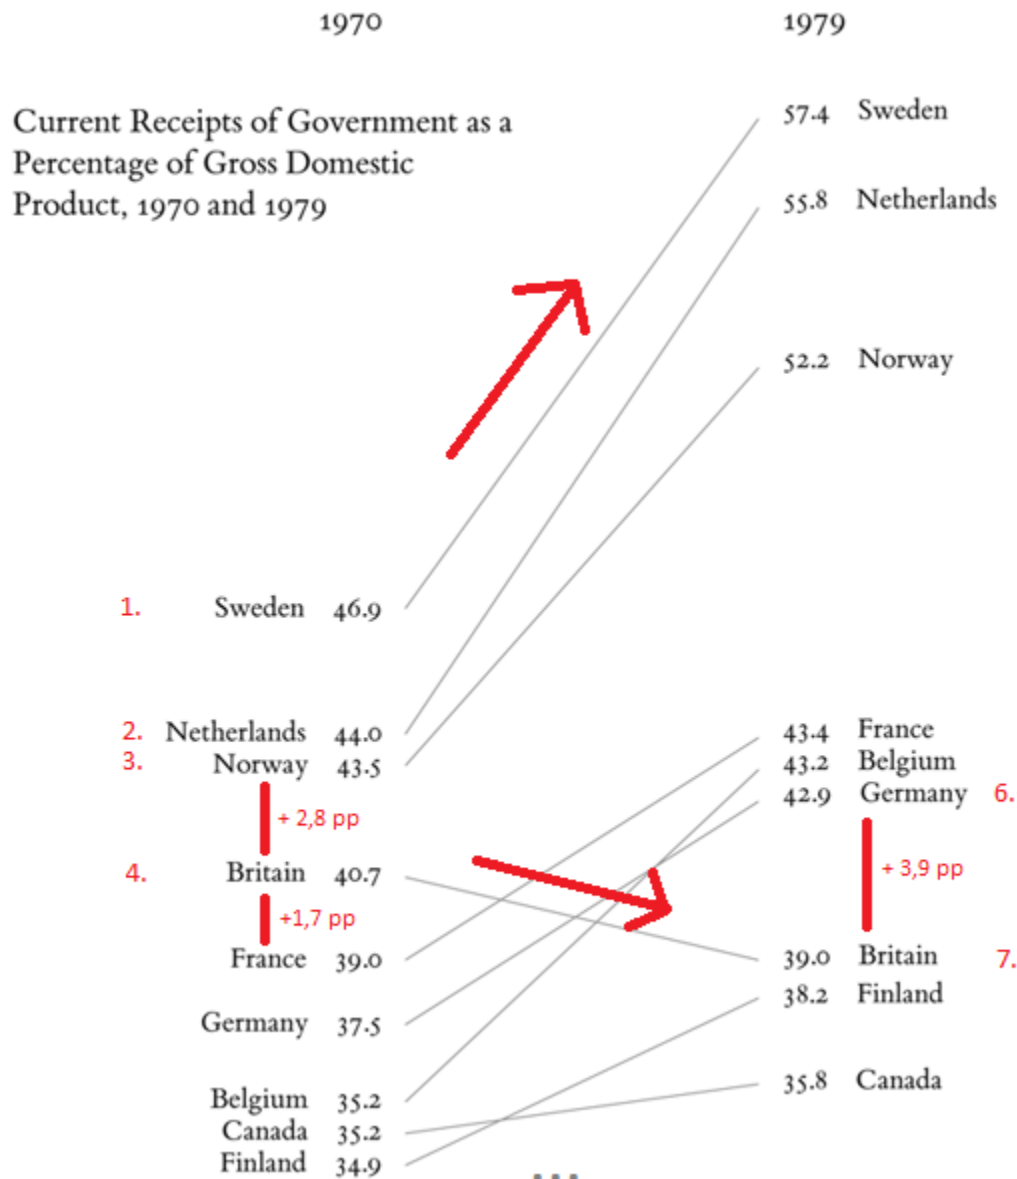 1970 1979
Current Receipts of Government as a
Percentage of Gross Domestic
Product, 1970 and 1979
57.4 Sweden
55.8 Netherlands
52.2 Norway
1. Sweden 46.9
2. Netherlands 44.0
43.4 France
3. Norway 43.5
43.2 Belgium
42.9 Germany 6.
+ 2,8 pp
4. Britain 40.7
+ 3,9 pp
+1,7 pp
France 39.0
39.0 Britain 7.
38.2 Finland
Germany 37.5
35.8 Canada
Belgium 35.2
Canada 35.2
Finland 34.9
...